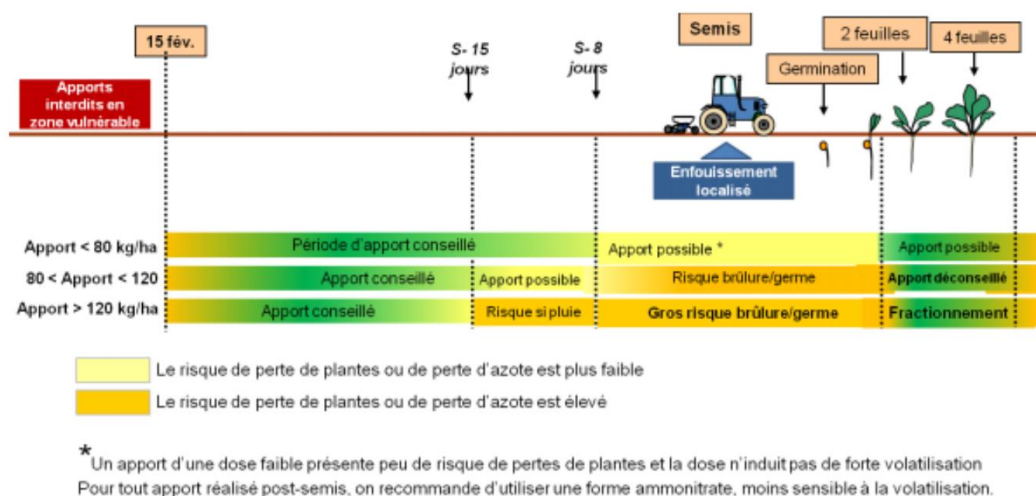 15 fév.
S- 15
jours
S- 8
jours
Semis
2 feuilles
4 feuilles
Germination
Apports
interdits en
zone vulnérable
Enfouissement
localisé
Apport < 80 kg/ha
Période d'apport conseillé
Apport possible *
Apport possible
80 < Apport < 120
Apport conseillé
Apport possible
Risque brûlure/germe
Apport déconseillé
Apport > 120 kg/ha
Apport conseillé
Risque si pluie
Gros risque brûlure/germe
Fractionnement
Le risque de perte de plantes ou de perte d'azote est plus faible
Le risque de perte de plantes ou de perte d'azote est élevé
*Un apport d'une dose faible présente peu de risque de pertes de plantes et la dose n'induit pas de forte volatilisation
Pour tout apport réalisé post-semis, on recommande d'utiliser une forme ammonitrate, moins sensible à la volatilisation.